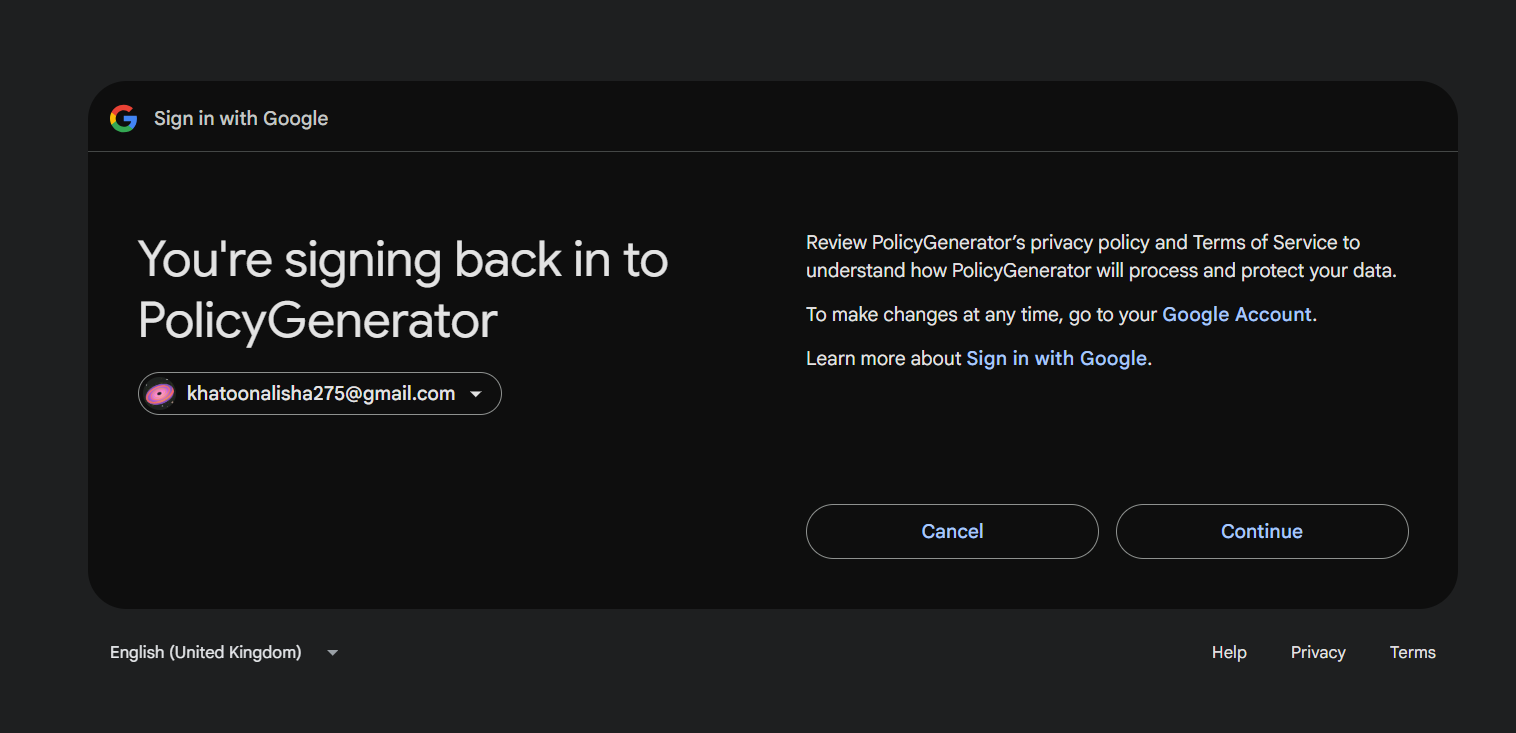 Sign in with Google
You're signing back in to
PolicyGenerator
khatoonalisha275@gmail.com
Review PolicyGenerator’s privacy policy and Terms of Service to
understand how PolicyGenerator will process and protect your data.
To make changes at any time, go to your Google Account.
Learn more about Sign in with Google.
Cancel
Continue
English (United Kingdom)
Help
Privacy
Terms